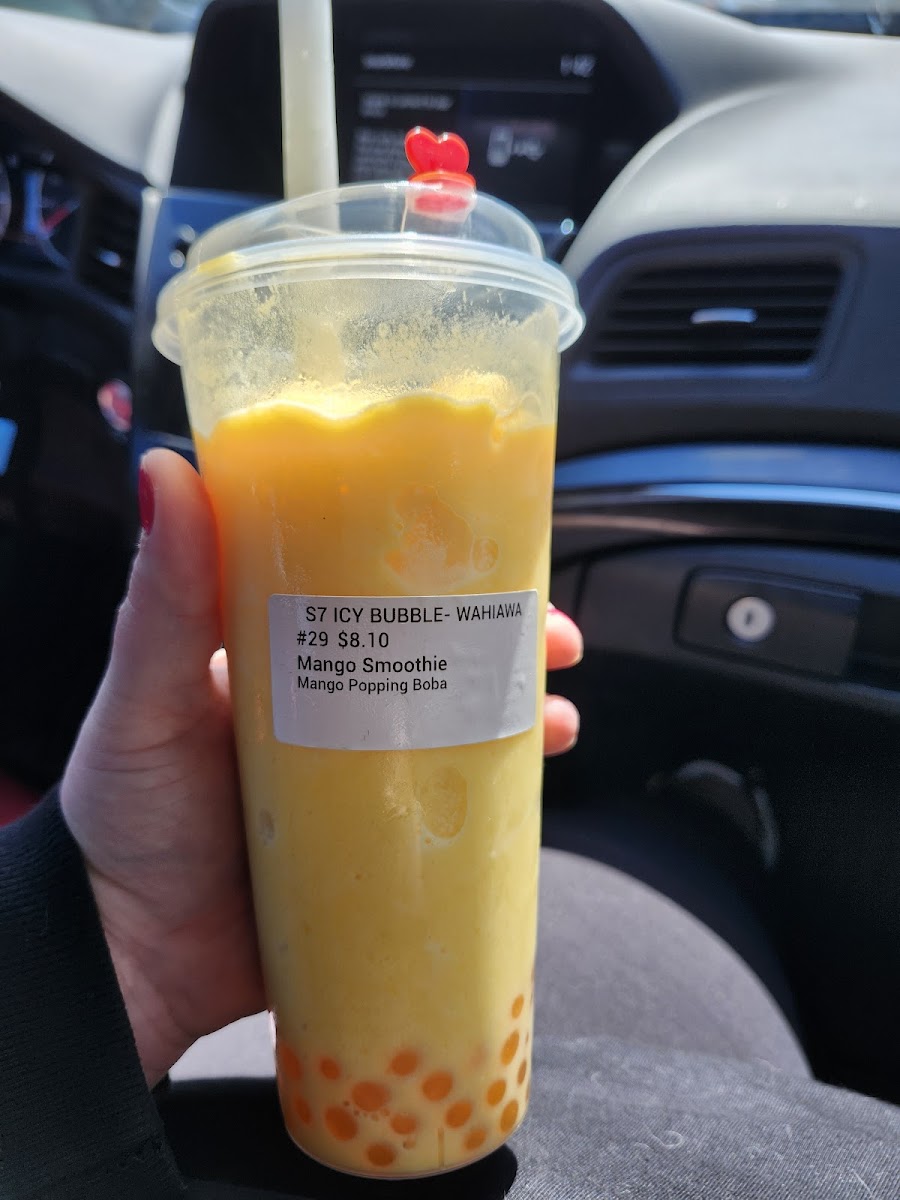 S7 ICY BUBBLE- WAHIAWA
#29 $8.10
Mango Smoothie
Mango Popping Boba